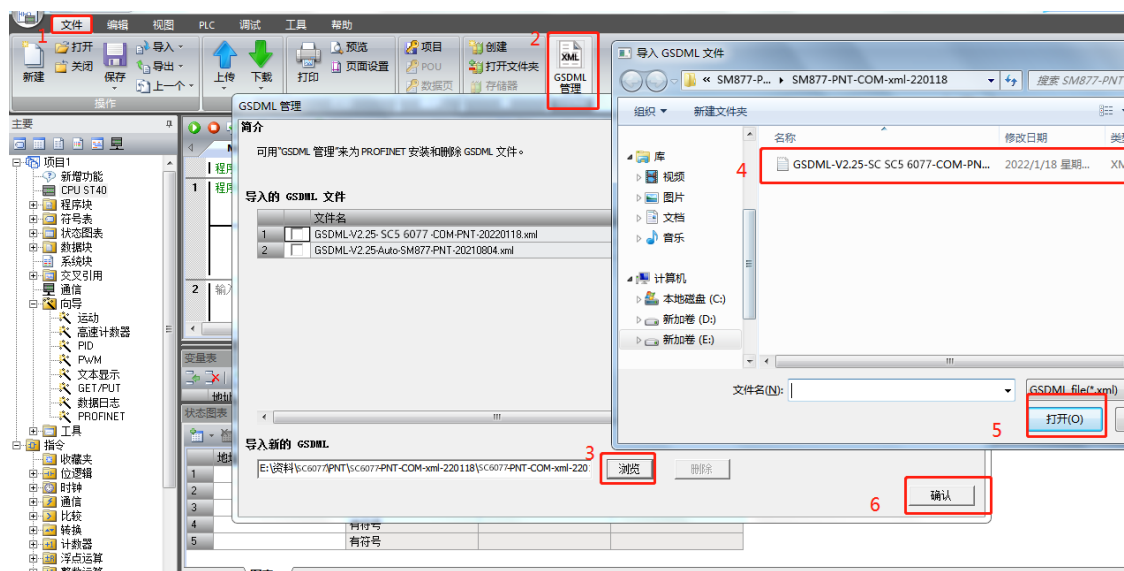 文件 编辑 视图 PLC 调试 工具 帮助
1
新建
打开
关闭
保存
导入
导出
上一个
操作
上传 下载
打印
预览
页面设置
项目
POU
数据页
创建
打开文件夹
存储器
2
XML
GSDML
管理
主要
项目1
新增功能
CPU ST40
程序块
符号表
状态图表
数据块
系统块
交叉引用
通信
向导
运动
高速计数器
PID
PWM
文本显示
GET/PUT
数据日志
PROFINET
工具
指令
收藏夹
位逻辑
时钟
通信
比较
转换
计数器
浮点运算
1
2
变量表
状态图表
1
2
3
4 有符号
5 有符号
GSDML 管理
简介
可用"GSDML 管理"来为 PROFINET 安装和删除 GSDML 文件。
导入的 GSDML 文件
文件名
1 GSDML-V2.25- SC5 6077 -COM-PNT-20220118.xml
2 GSDML-V2.25-Auto-SM877-PNT-20210804.xml
导入新的 GSDML
E:\资料\SC6077\PNT\SC6077-PNT-COM-xml-220118\SC6077-PNT-COM-xml-220
3
浏览
删除
6
确认
导入 GSDML 文件
« SM877-P... SM877-PNT-COM-xml-220118
搜索 SM877-PNT
组织 新建文件夹
名称 修改日期
4
GSDML-V2.25-SC SC5 6077-COM-PN... 2022/1/18 星期... XM
库
视频
图片
文档
音乐
计算机
本地磁盘 (C:)
新加卷 (D:)
新加卷 (E:)
文件名(N): GSDML file(*.xml)
5
打开(O)